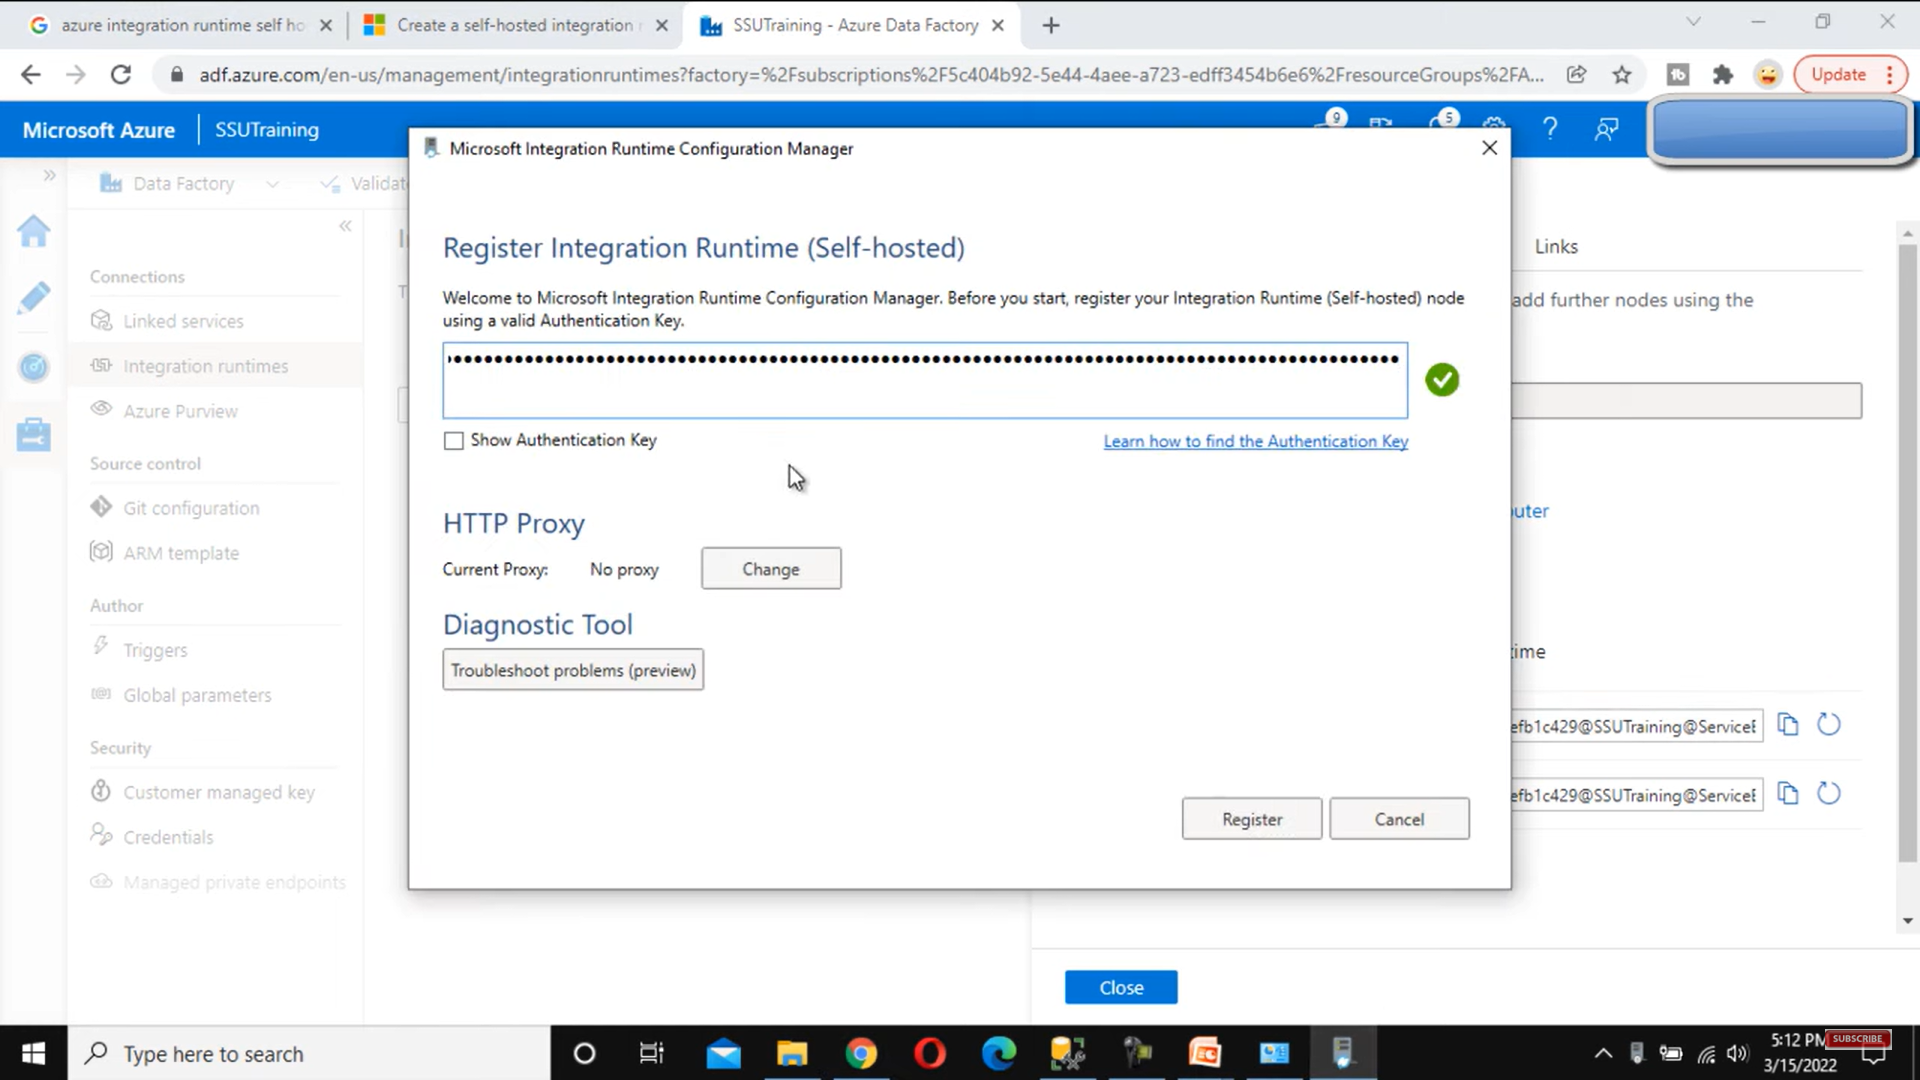 azure integration runtime self ho
Create a self-hosted integration r
SSUTraining - Azure Data Factory
adf.azure.com/en-us/management/integrationruntimes?factory=%2Fsubscriptions%2F5c404b92-5e44-4aee-a723-edff3454b6e6%2FresourceGroups%2FA...
Update
Microsoft Azure
SSUTraining
9
5
Microsoft Integration Runtime Configuration Manager
Data Factory
Validat
Register Integration Runtime (Self-hosted)
Links
Welcome to Microsoft Integration Runtime Configuration Manager. Before you start, register your Integration Runtime (Self-hosted) node
using a valid Authentication Key.
add further nodes using the
Connections
Linked services
Integration runtimes
Azure Purview
Show Authentication Key
Learn how to find the Authentication Key
Source control
Git configuration
ARM template
HTTP Proxy
Current Proxy:
No proxy
Change
uter
Author
Triggers
Global parameters
Diagnostic Tool
Troubleshoot problems (preview)
ime
efb1c429@SSUTraining@ServiceE
efb1c429@SSUTraining@ServiceE
Security
Customer managed key
Credentials
Managed private endpoints
Register
Cancel
Close
Type here to search
5:12 PM
3/15/2022
SUBSCRIBE